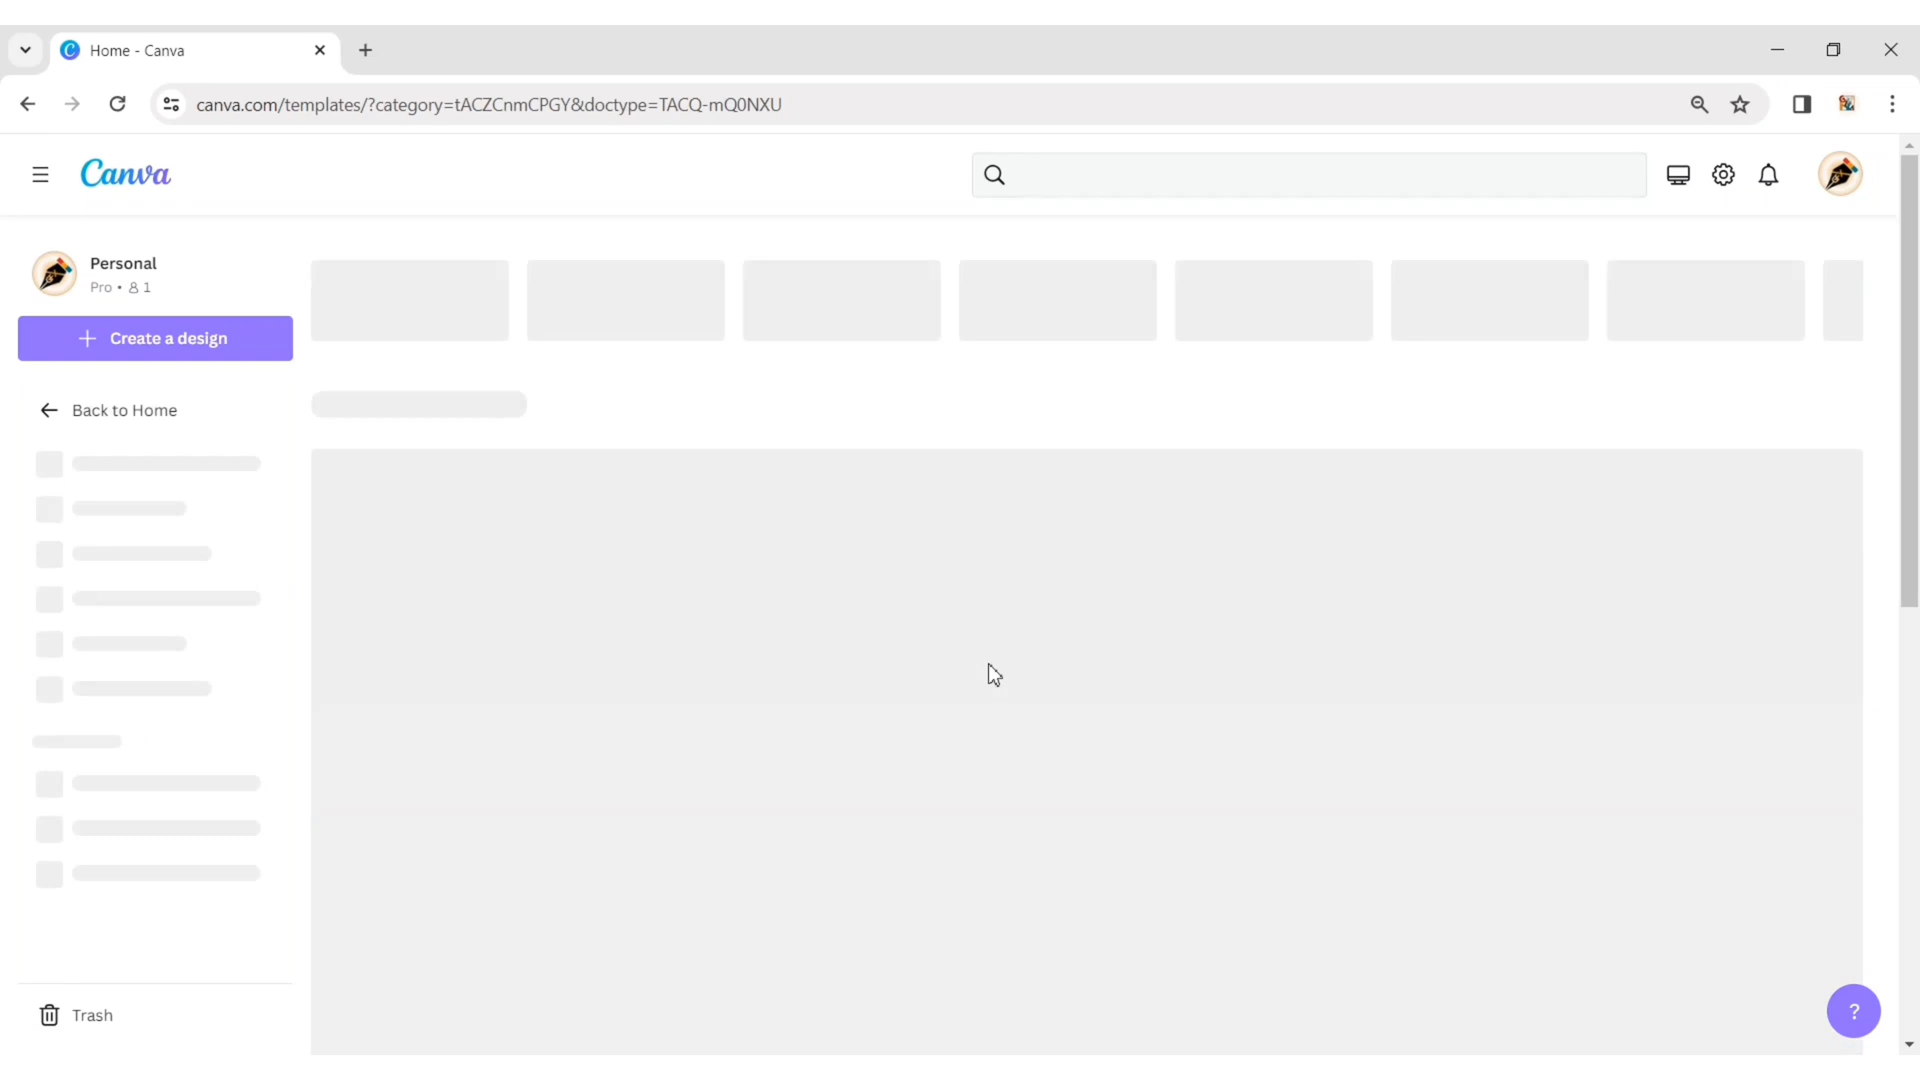 Home - Canva
canva.com/templates/?category=tACZCnmCPGY&doctype=TACQ-mQ0NXU
Canva
Personal
Pro • 1
Create a design
Back to Home
Trash
?